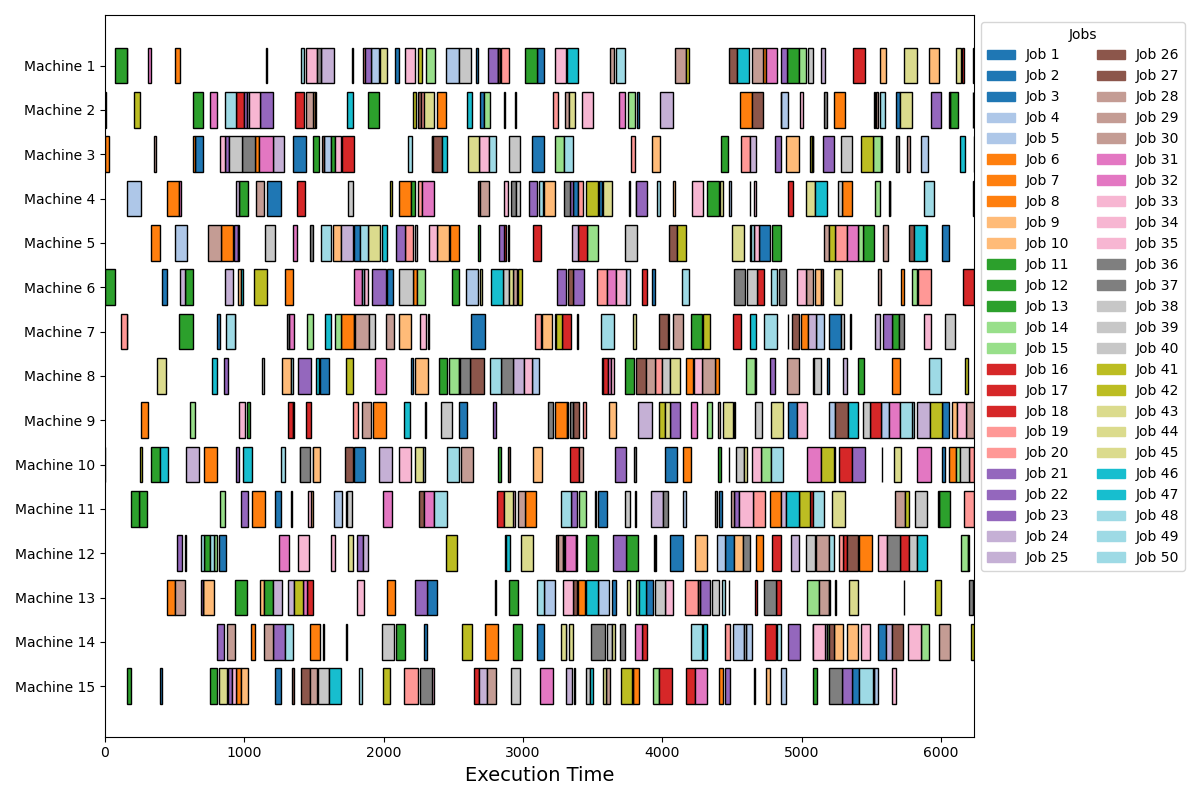 Machine 1
Machine 2
Machine 3
Machine 4
Machine 5
Machine 6
Machine 7
Machine 8
Machine 9
Machine 10
Machine 11
Machine 12
Machine 13
Machine 14
Machine 15
0 1000 2000 3000 4000 5000 6000
Execution Time
Jobs
Job 1 Job 26
Job 2 Job 27
Job 3 Job 28
Job 4 Job 29
Job 5 Job 30
Job 6 Job 31
Job 7 Job 32
Job 8 Job 33
Job 9 Job 34
Job 10 Job 35
Job 11 Job 36
Job 12 Job 37
Job 13 Job 38
Job 14 Job 39
Job 15 Job 40
Job 16 Job 41
Job 17 Job 42
Job 18 Job 43
Job 19 Job 44
Job 20 Job 45
Job 21 Job 46
Job 22 Job 47
Job 23 Job 48
Job 24 Job 49
Job 25 Job 50